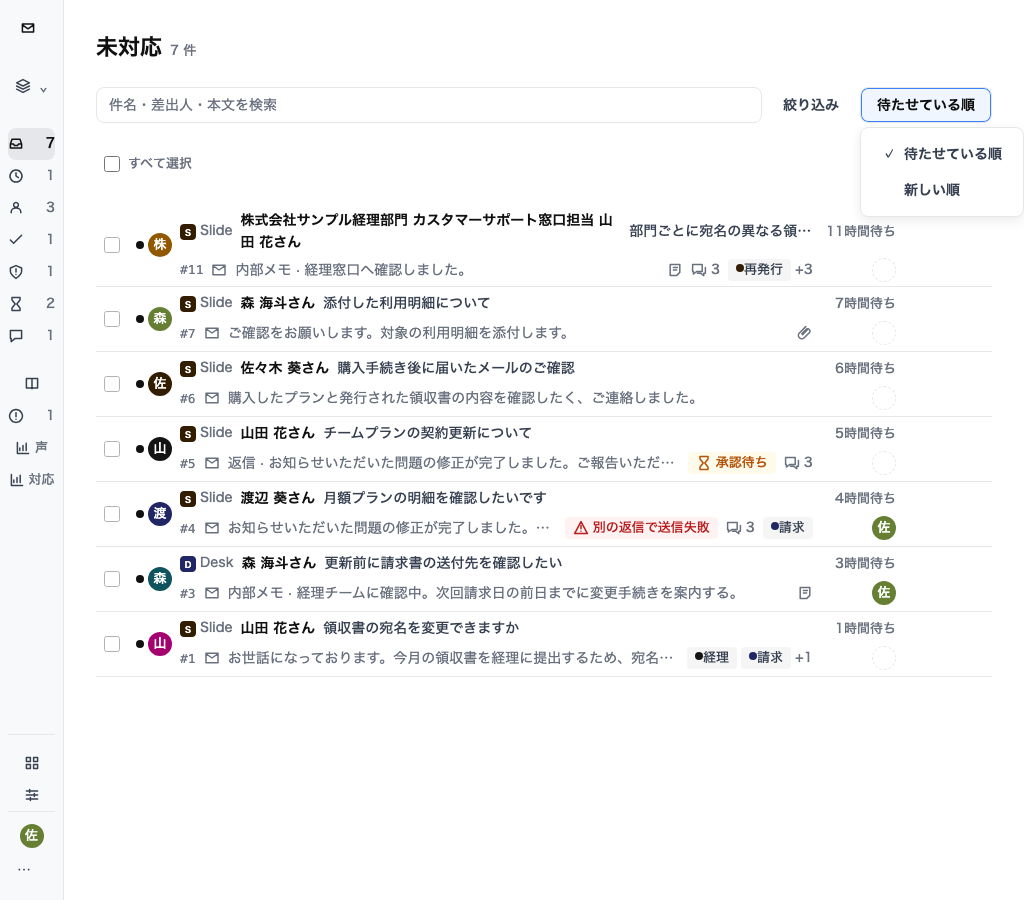 未対応 7 件
件名・差出人・本文を検索
絞り込み
待たせている順
✓ 待たせている順
新しい順
すべて選択
7
1
3
1
1
2
1
1
声
対応
佐
…
株 S Slide 株式会社サンプル経理部門 カスタマーサポート窓口担当 山
田 花さん
部門ごとに宛名の異なる領… 11時間待ち
#11 内部メモ · 経理窓口へ確認しました。 3 再発行 +3
森 S Slide 森 海斗さん 添付した利用明細について 7時間待ち
#7 ご確認をお願いします。対象の利用明細を添付します。
佐 S Slide 佐々木 葵さん 購入手続き後に届いたメールのご確認 6時間待ち
#6 購入したプランと発行された領収書の内容を確認したく、ご連絡しました。
山 S Slide 山田 花さん チームプランの契約更新について 5時間待ち
#5 返信 · お知らせいただいた問題の修正が完了しました。ご報告いただ… 承認待ち 3
渡 S Slide 渡辺 葵さん 月額プランの明細を確認したいです 4時間待ち
#4 お知らせいただいた問題の修正が完了しました。… 別の返信で送信失敗 3 請求 佐
森 D Desk 森 海斗さん 更新前に請求書の送付先を確認したい 3時間待ち
#3 内部メモ · 経理チームに確認中。次回請求日の前日までに変更手続きを案内する。 佐
山 S Slide 山田 花さん 領収書の宛名を変更できますか 1時間待ち
#1 お世話になっております。今月の領収書を経理に提出するため、宛名… 経理 請求 +1